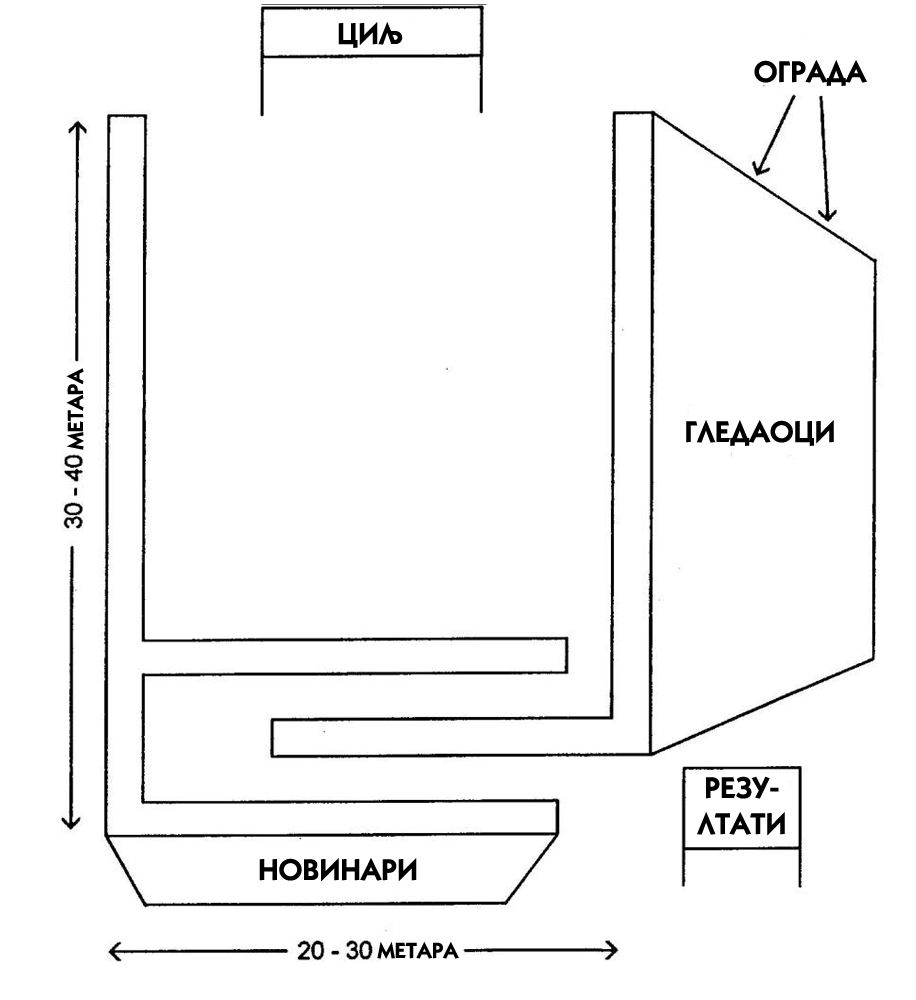 ЦИЉ
ОГРАДА
30 - 40 МЕТАРА
ГЛЕДАОЦИ
РЕЗУ-
ЛТАТИ
НОВИНАРИ
20 - 30 МЕТАРА